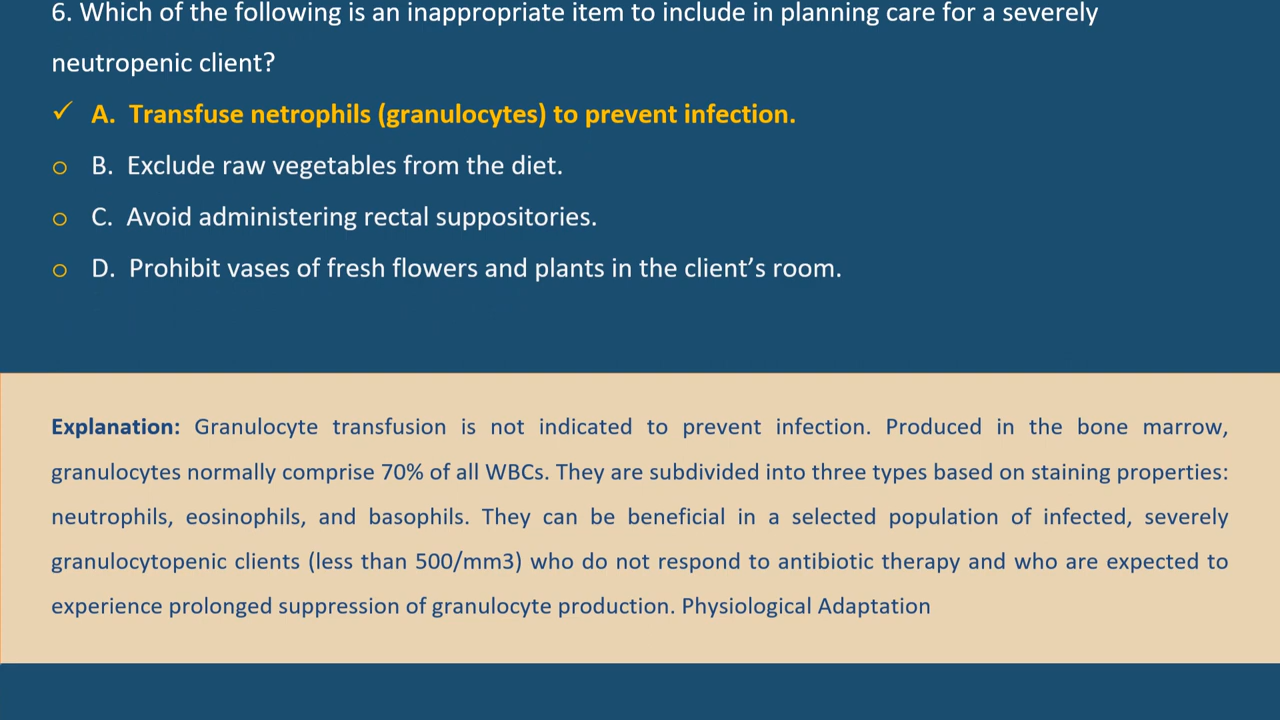 6. Which of the following is an inappropriate item to include in planning care for a severely
neutropenic client?
✓ A. Transfuse netrophils (granulocytes) to prevent infection.
o B. Exclude raw vegetables from the diet.
o C. Avoid administering rectal suppositories.
o D. Prohibit vases of fresh flowers and plants in the client’s room.
Explanation: Granulocyte transfusion is not indicated to prevent infection. Produced in the bone marrow,
granulocytes normally comprise 70% of all WBCs. They are subdivided into three types based on staining properties:
neutrophils, eosinophils, and basophils. They can be beneficial in a selected population of infected, severely
granulocytopenic clients (less than 500/mm3) who do not respond to antibiotic therapy and who are expected to
experience prolonged suppression of granulocyte production. Physiological Adaptation